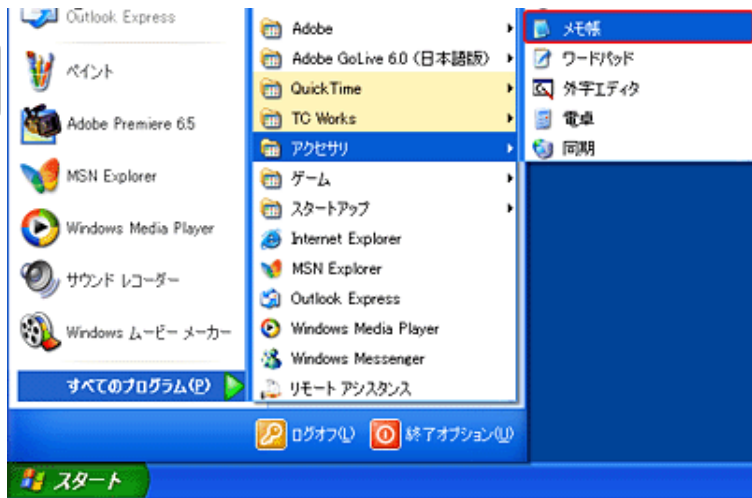 Outlook Express
ペイント
Adobe Premiere 6.5
MSN Explorer
Windows Media Player
サウンド レコーダー
Windows ムービー メーカー
すべてのプログラム(P)
Adobe
Adobe GoLive 6.0 (日本語版)
QuickTime
TC Works
アクセサリ
ゲーム
スタートアップ
Internet Explorer
MSN Explorer
Outlook Express
Windows Media Player
Windows Messenger
リモート アシスタンス
メモ帳
ワードパッド
外字エディタ
電卓
同期
ログオフ(L)
終了オプション(U)
スタート